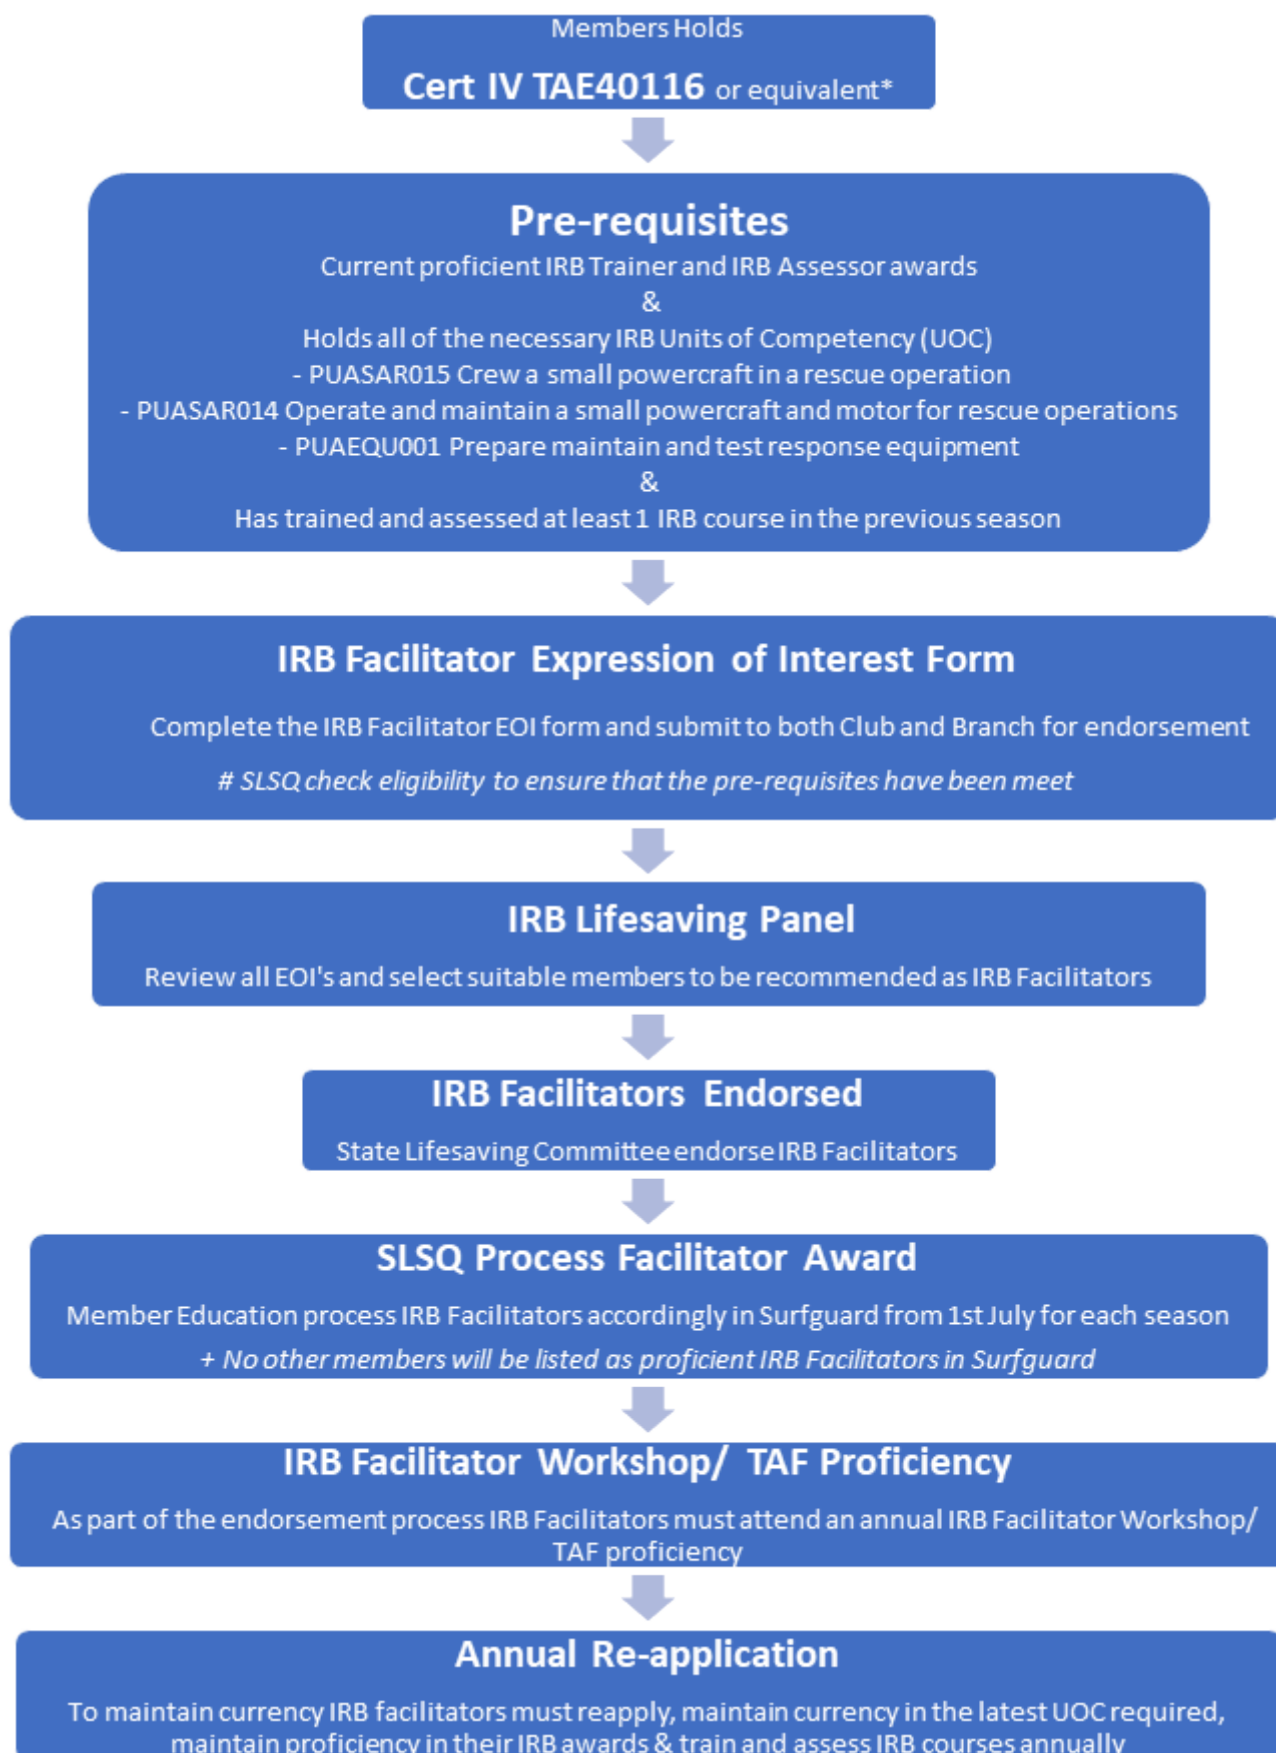 Members Holds
Cert IV TAE40116 or equivalent*
Pre-requisites
Current proficient IRB Trainer and IRB Assessor awards
&
Holds all of the necessary IRB Units of Competency (UOC)
- PUASAR015 Crew a small powercraft in a rescue operation
- PUASAR014 Operate and maintain a small powercraft and motor for rescue operations
- PUAEQU001 Prepare maintain and test response equipment
&
Has trained and assessed at least 1 IRB course in the previous season
IRB Facilitator Expression of Interest Form
Complete the IRB Facilitator EOI form and submit to both Club and Branch for endorsement
# SLSQ check eligibility to ensure that the pre-requisites have been meet
IRB Lifesaving Panel
Review all EOI's and select suitable members to be recommended as IRB Facilitators
IRB Facilitators Endorsed
State Lifesaving Committee endorse IRB Facilitators
SLSQ Process Facilitator Award
Member Education process IRB Facilitators accordingly in Surfguard from 1st July for each season
+ No other members will be listed as proficient IRB Facilitators in Surfguard
IRB Facilitator Workshop/ TAF Proficiency
As part of the endorsement process IRB Facilitators must attend an annual IRB Facilitator Workshop/
TAF proficiency
Annual Re-application
To maintain currency IRB facilitators must reapply, maintain currency in the latest UOC required,
maintain proficiency in their IRB awards & train and assess IRB courses annually